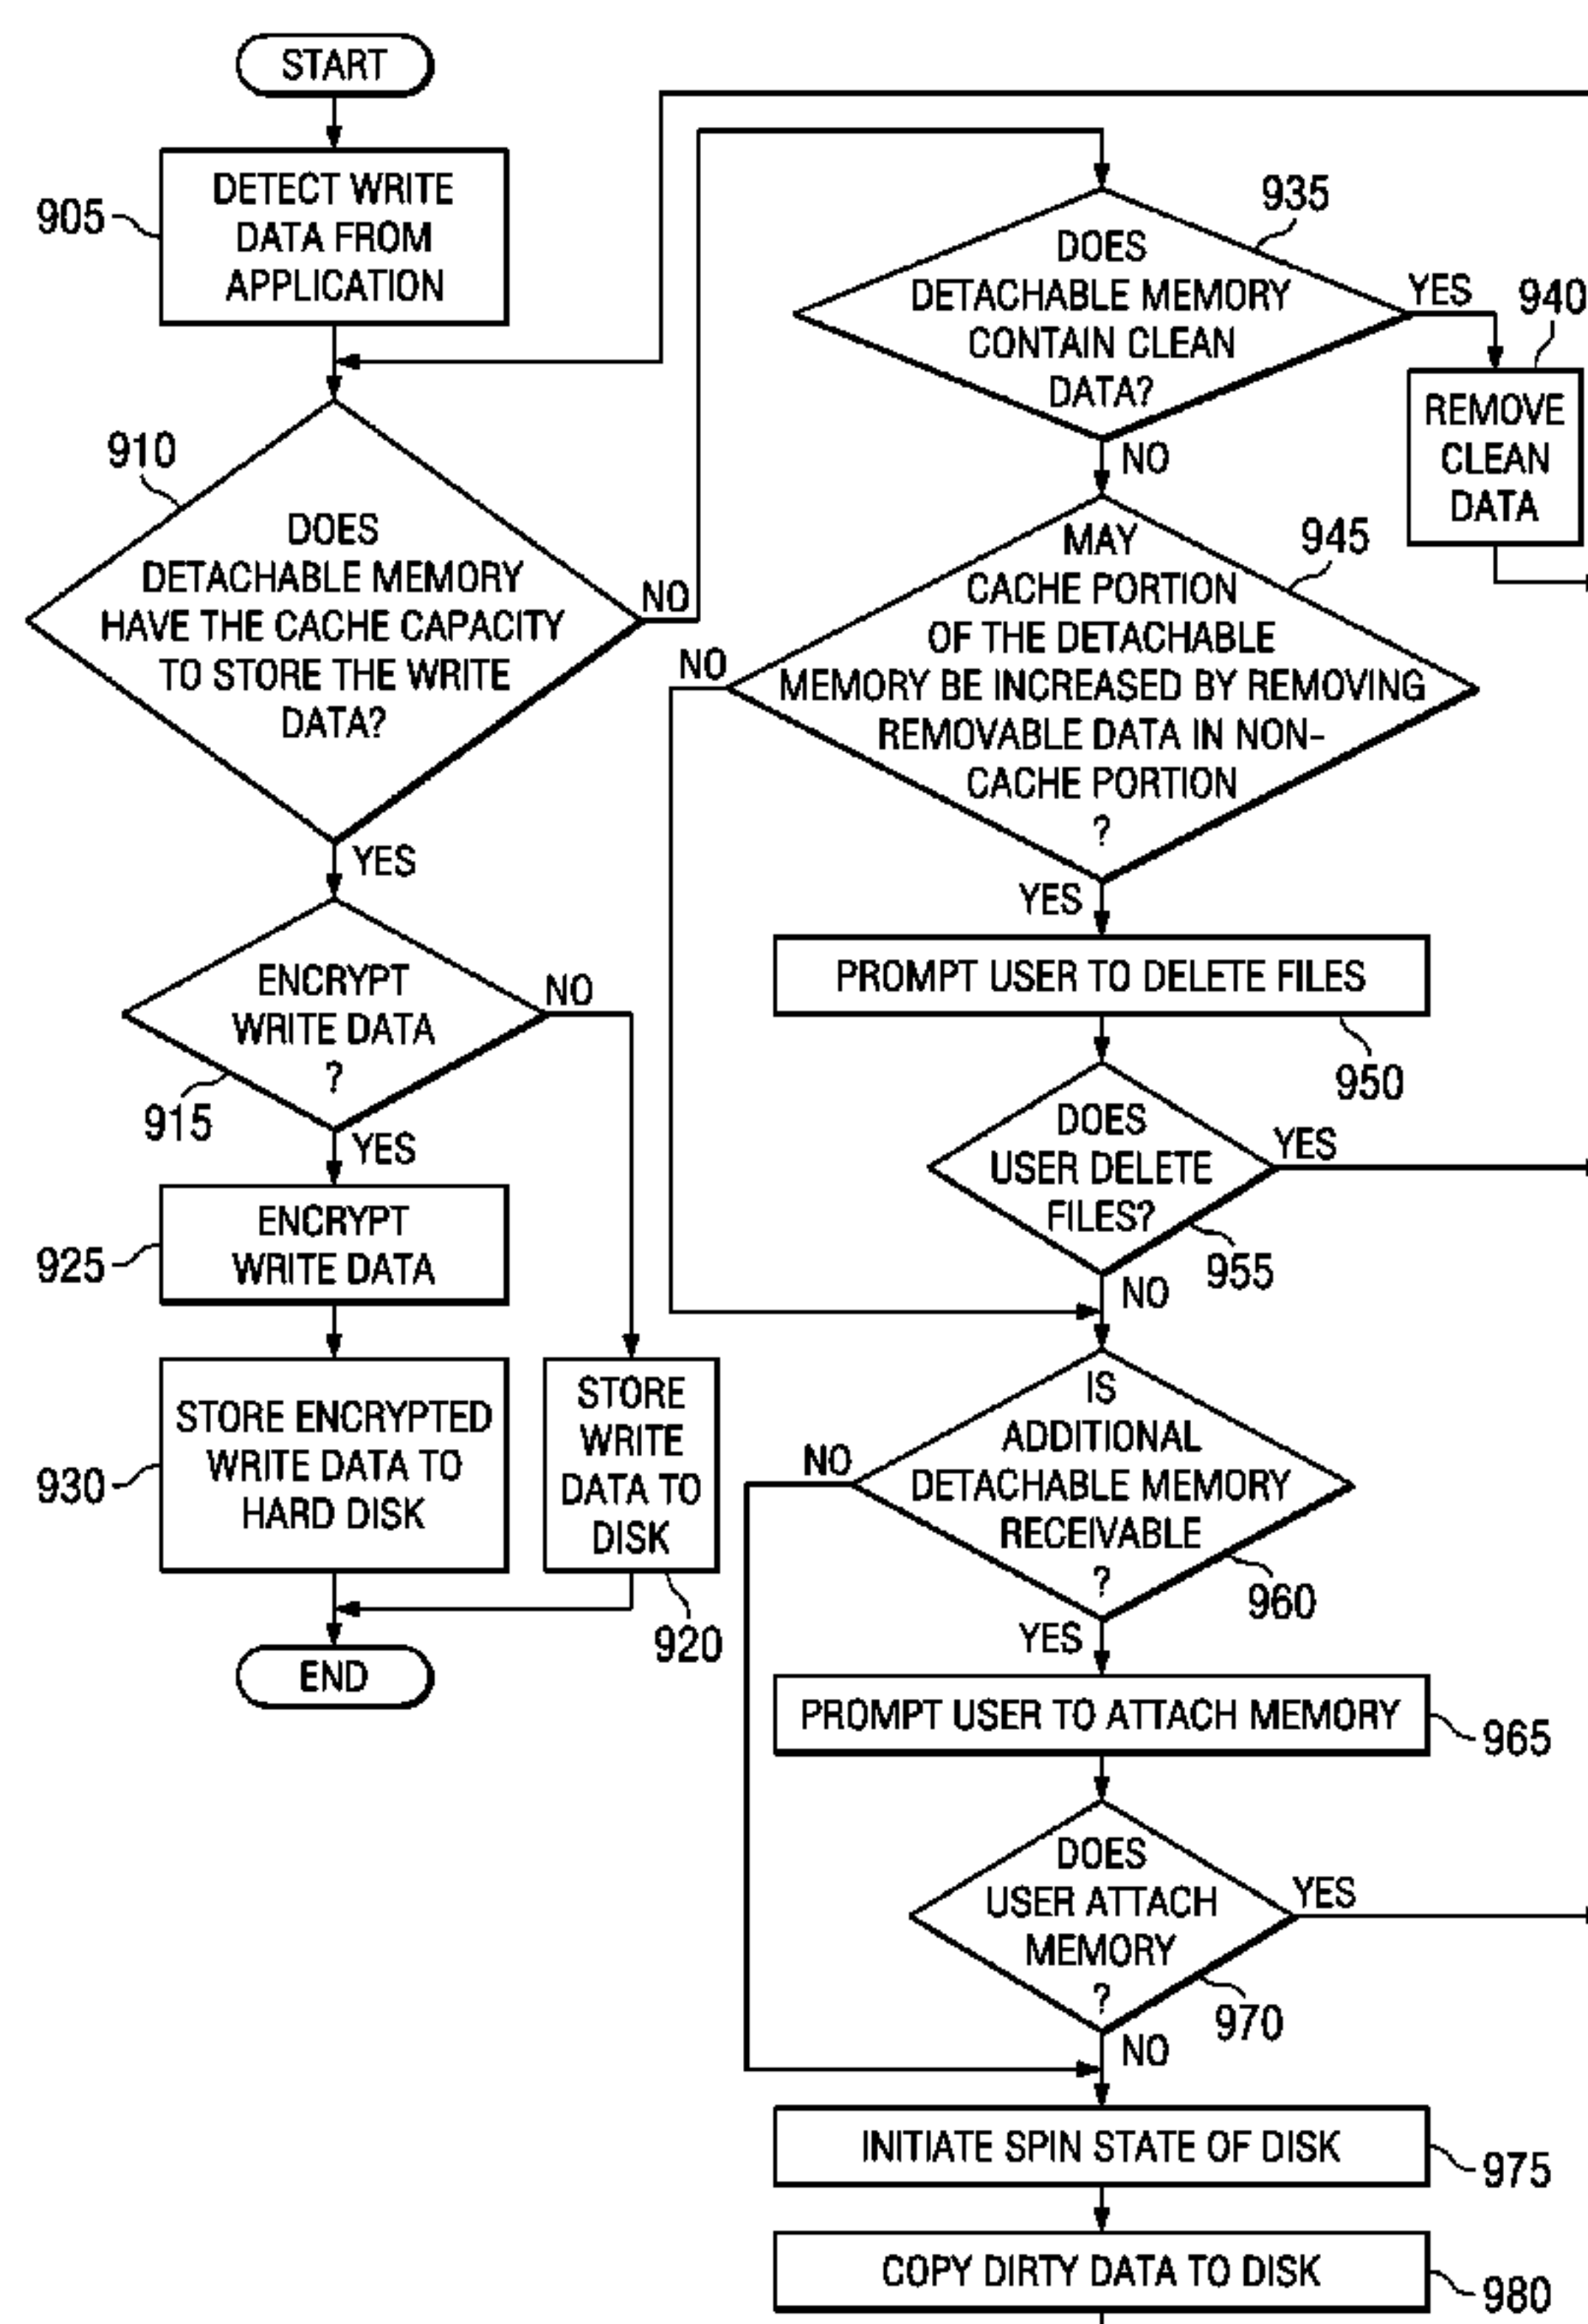 START
905
DETECT WRITE
DATA FROM
APPLICATION
910
DOES
DETACHABLE MEMORY
HAVE THE CACHE CAPACITY
TO STORE THE WRITE
DATA?
NO
YES
ENCRYPT
WRITE DATA
?
NO
915
YES
925
ENCRYPT
WRITE DATA
930
STORE ENCRYPTED
WRITE DATA TO
HARD DISK
STORE
WRITE
DATA TO
DISK
920
END
935
DOES
DETACHABLE MEMORY
CONTAIN CLEAN
DATA?
YES
940
REMOVE
CLEAN
DATA
NO
945
MAY
CACHE PORTION
OF THE DETACHABLE
MEMORY BE INCREASED BY REMOVING
REMOVABLE DATA IN NON-
CACHE PORTION
?
NO
YES
PROMPT USER TO DELETE FILES
950
DOES
USER DELETE
FILES?
YES
955
NO
IS
ADDITIONAL
DETACHABLE MEMORY
RECEIVABLE
?
NO
960
YES
PROMPT USER TO ATTACH MEMORY
965
DOES
USER ATTACH
MEMORY
?
YES
970
NO
INITIATE SPIN STATE OF DISK
975
COPY DIRTY DATA TO DISK
980